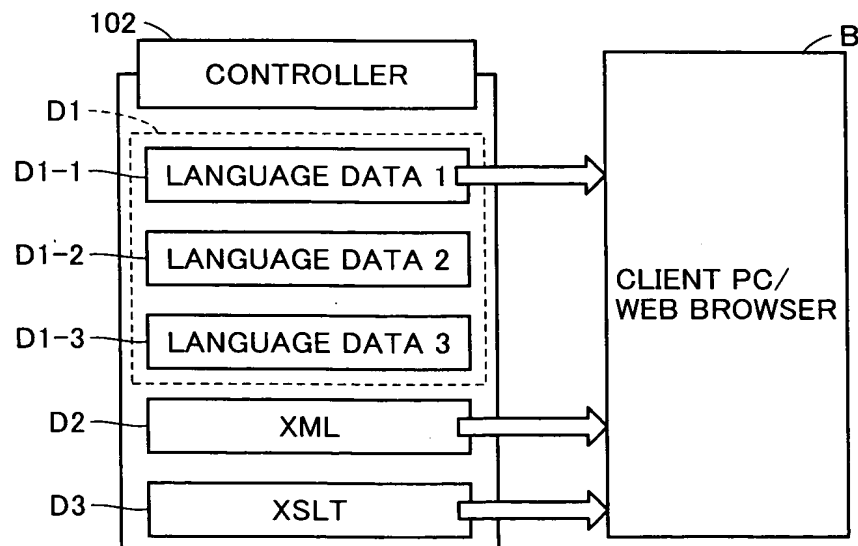 102
B
CONTROLLER
D1
D1-1
LANGUAGE DATA 1
D1-2
LANGUAGE DATA 2
CLIENT PC/
WEB BROWSER
D1-3
LANGUAGE DATA 3
D2
XML
D3
XSLT